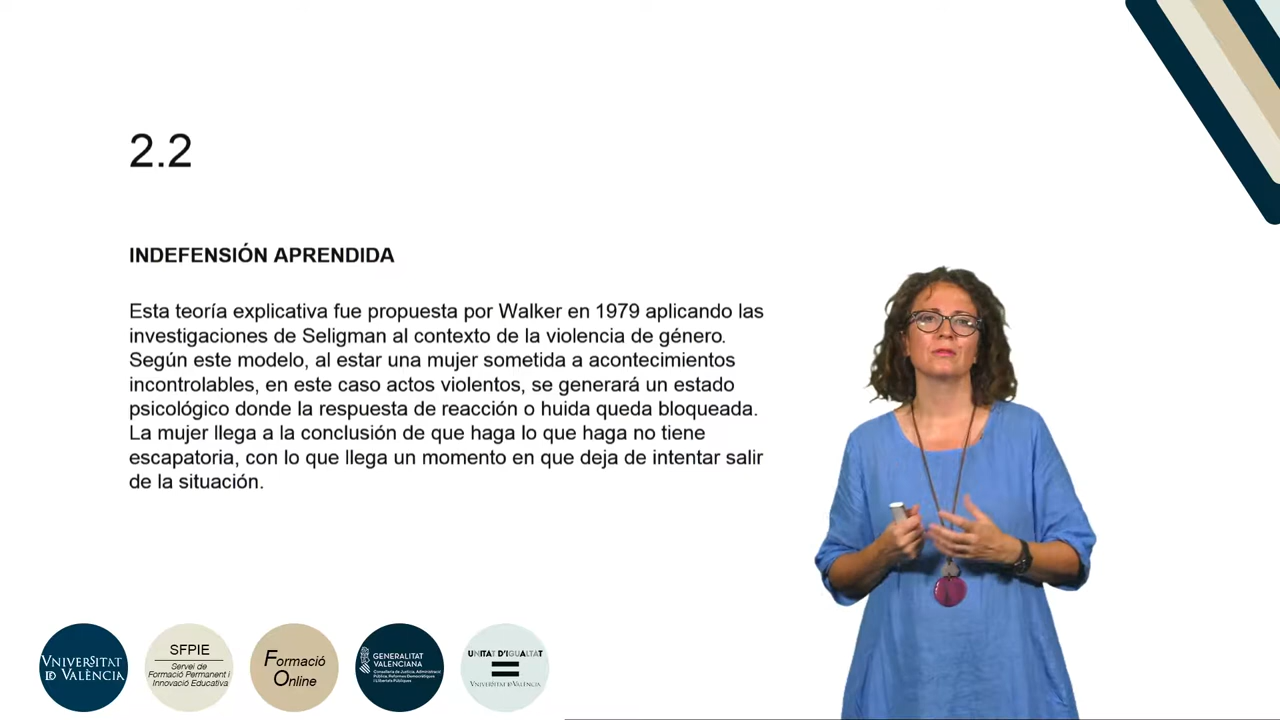 2.2
INDEFENSIÓN APRENDIDA
Esta teoría explicativa fue propuesta por Walker en 1979 aplicando las
investigaciones de Seligman al contexto de la violencia de género.
Según este modelo, al estar una mujer sometida a acontecimientos
incontrolables, en este caso actos violentos, se generará un estado
psicológico donde la respuesta de reacción o huida queda bloqueada.
La mujer llega a la conclusión de que haga lo que haga no tiene
escapatoria, con lo que llega un momento en que deja de intentar salir
de la situación.
VNIVERSITAT
ID VALÈNCIA
SFPIE
Servei de
Formació Permanent i
Innovació Educativa
Formació
Online
GENERALITAT
VALENCIANA
Conselleria de Justícia, Administració
Pública, Reformes Democràtiques
i Llibertats Públiques
UNITAT D'IGUALTAT
VNIVERSITAT ID VALÈNCIA